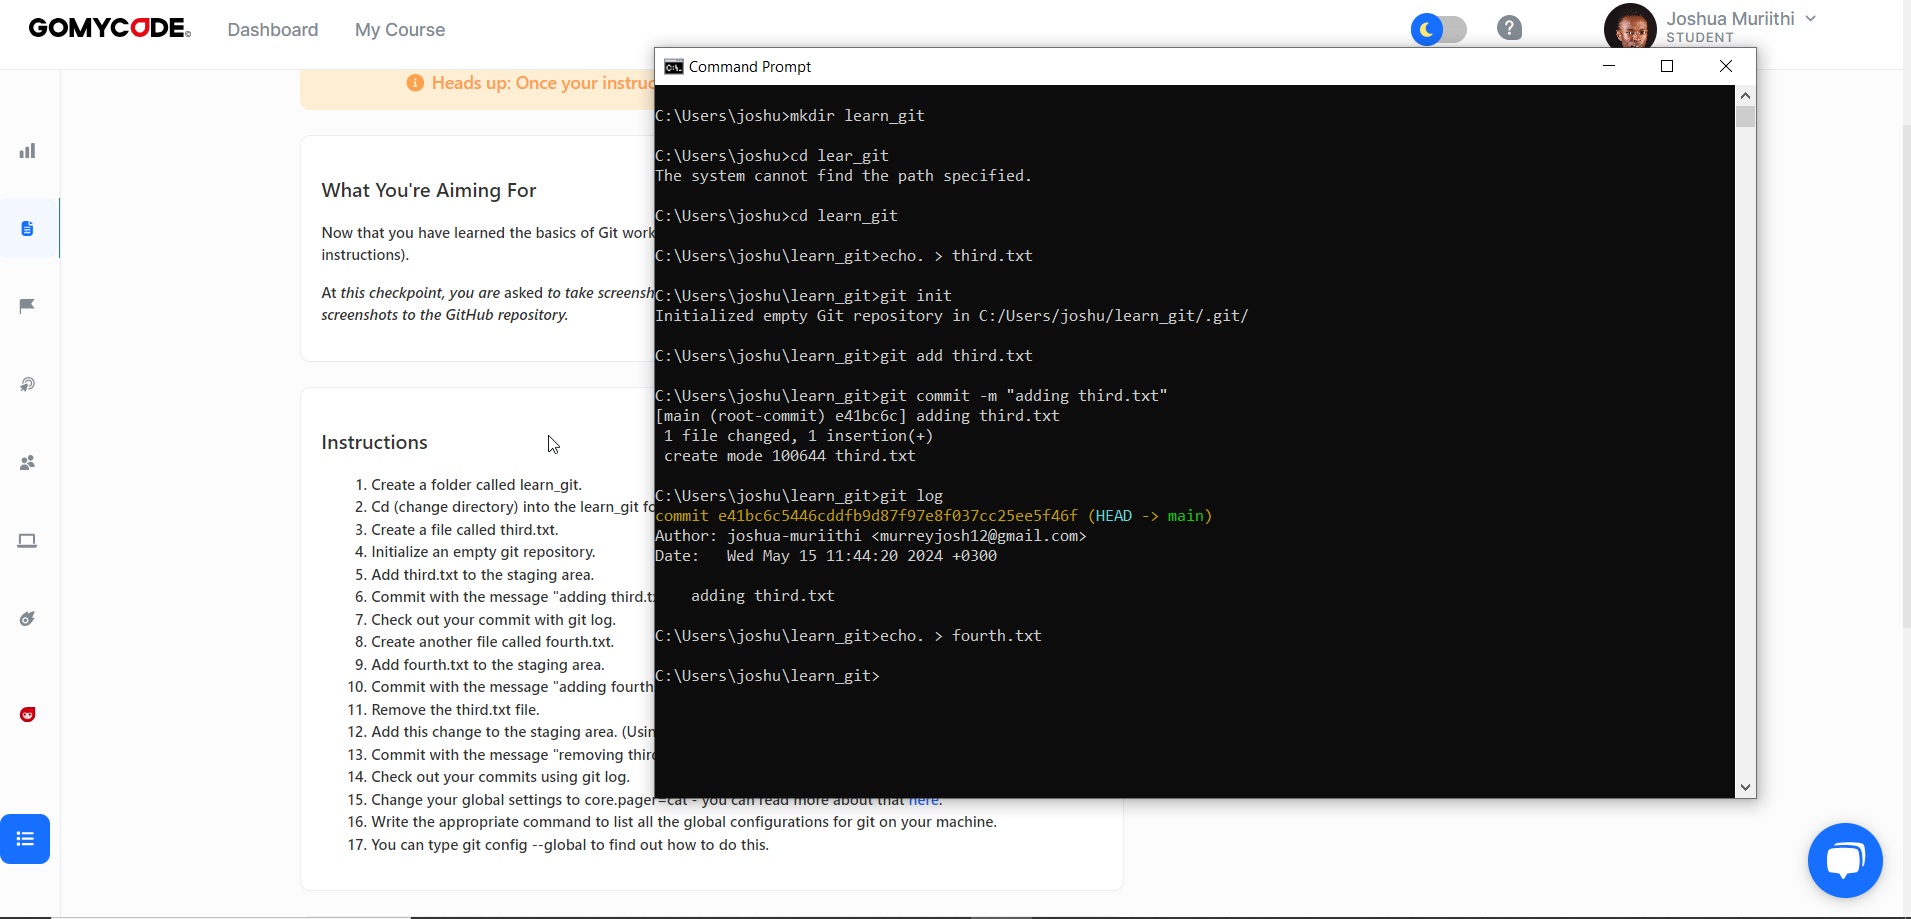 GOMYCODE
Dashboard
My Course
Joshua Muriithi
STUDENT
Heads up: Once your instruc
What You're Aiming For
Now that you have learned the basics of Git work
instructions).
At this checkpoint, you are asked to take screensh
screenshots to the GitHub repository.
Instructions
1. Create a folder called learn_git.
2. Cd (change directory) into the learn_git fo
3. Create a file called third.txt.
4. Initialize an empty git repository.
5. Add third.txt to the staging area.
6. Commit with the message "adding third.tx
7. Check out your commit with git log.
8. Create another file called fourth.txt.
9. Add fourth.txt to the staging area.
10. Commit with the message "adding fourth
11. Remove the third.txt file.
12. Add this change to the staging area. (Usin
13. Commit with the message "removing thir
14. Check out your commits using git log.
15. Change your global settings to core.pager=cat - you can read more about that here.
16. Write the appropriate command to list all the global configurations for git on your machine.
17. You can type git config --global to find out how to do this.
Command Prompt
C:\Users\joshu>mkdir learn_git
C:\Users\joshu>cd lear_git
The system cannot find the path specified.
C:\Users\joshu>cd learn_git
C:\Users\joshu\learn_git>echo. > third.txt
C:\Users\joshu\learn_git>git init
Initialized empty Git repository in C:/Users/joshu/learn_git/.git/
C:\Users\joshu\learn_git>git add third.txt
C:\Users\joshu\learn_git>git commit -m "adding third.txt"
[main (root-commit) e41bc6c] adding third.txt
1 file changed, 1 insertion(+)
create mode 100644 third.txt
C:\Users\joshu\learn_git>git log
commit e41bc6c5446cddfb9d87f97e8f037cc25ee5f46f (HEAD -> main)
Author: joshua-muriithi <murreyjosh12@gmail.com>
Date:   Wed May 15 11:44:20 2024 +0300
adding third.txt
C:\Users\joshu\learn_git>echo. > fourth.txt
C:\Users\joshu\learn_git>